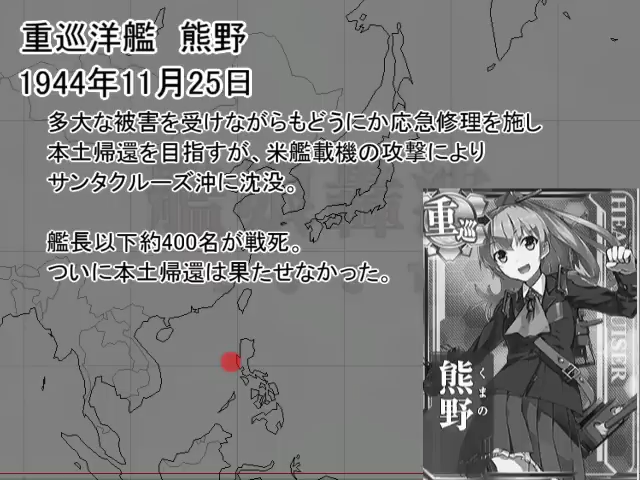 重巡洋艦　熊野
1944年11月25日
多大な被害を受けながらもどうにか応急修理を施し
本土帰還を目指すが、米艦載機の攻撃により
サンタクルーズ沖に沈没。
艦長以下約400名が戦死。
ついに本土帰還は果たせなかった。
重巡
くまの
熊野